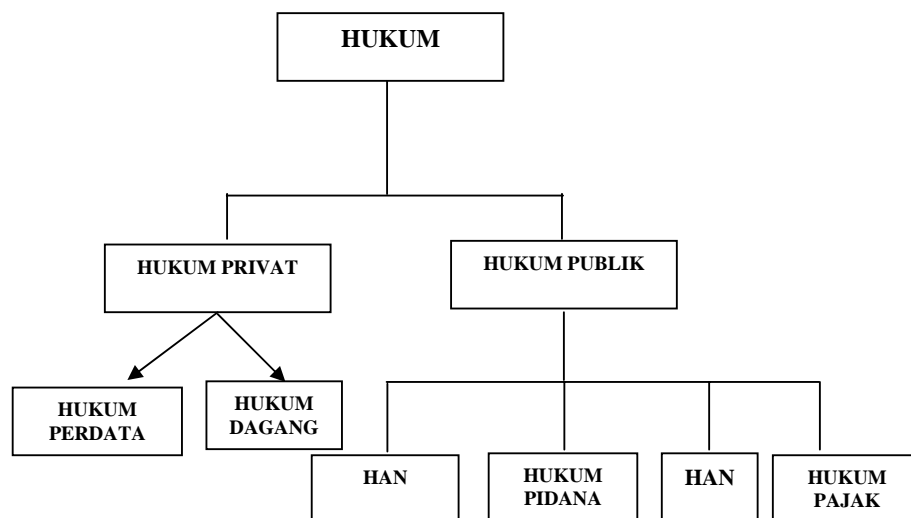 HUKUM
HUKUM PRIVAT
HUKUM PUBLIK
HUKUM
PERDATA
HUKUM
DAGANG
HAN
HUKUM
PIDANA
HAN
HUKUM
PAJAK